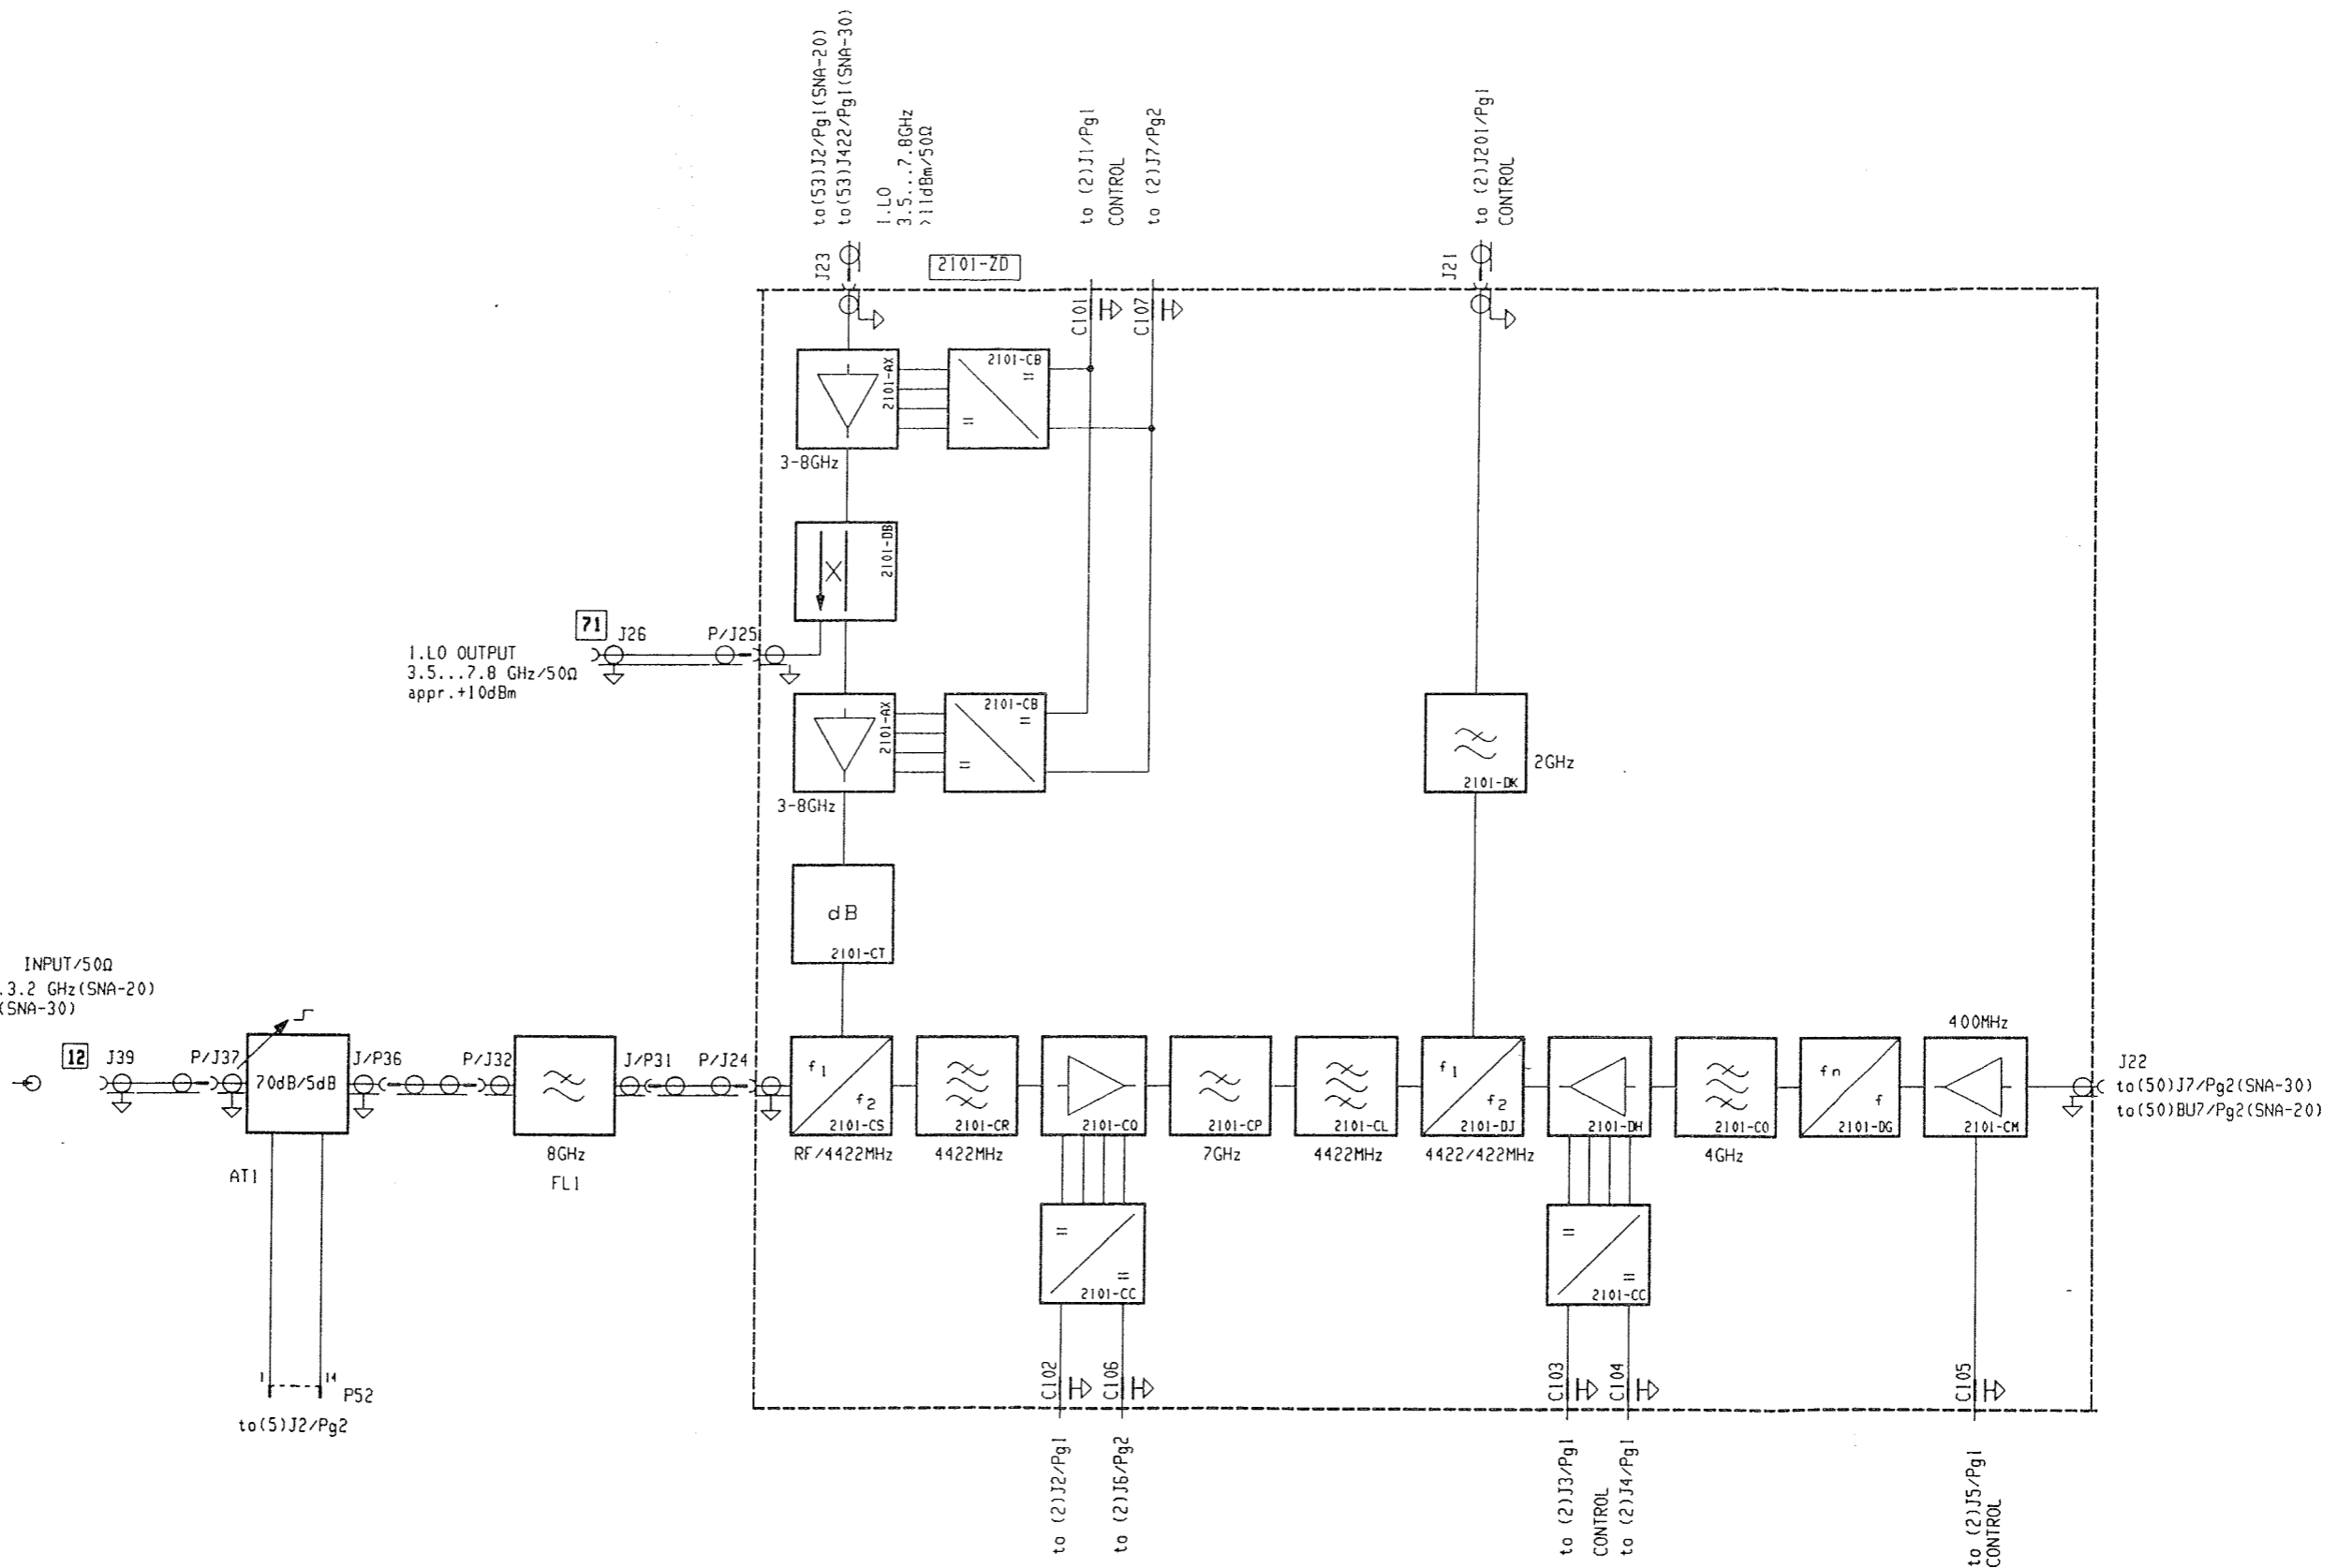 to(53)J2/Pg1(SNA-20)
to(53)J422/Pg1(SNA-30)
1.LO
3.5...7.8GHz
>11dBm/50Ω
to (2)J1/Pg1
CONTROL
to (2)J7/Pg2
to (2)J201/Pg1
CONTROL
J23
2101-ZD
J21
C101
C107
2101-AX
2101-CB
=
=
3-8GHz
2101-DB
71
J26
P/J25
1.LO OUTPUT
3.5...7.8 GHz/50Ω
appr.+10dBm
2101-AX
2101-CB
=
=
3-8GHz
2101-DK
2GHz
dB
2101-CT
INPUT/50Ω
.3.2 GHz(SNA-20)
(SNA-30)
12
J39
P/J37
70dB/5dB
J/P36
P/J32
J/P31
P/J24
AT1
8GHz
FL1
f1
f2
2101-CS
RF/4422MHz
2101-CR
4422MHz
2101-CQ
2101-CP
7GHz
2101-CL
4422MHz
f1
f2
2101-DJ
4422/422MHz
2101-DH
2101-CO
4GHz
fn
f
2101-DG
400MHz
2101-CM
J22
to(50)J7/Pg2(SNA-30)
to(50)BU7/Pg2(SNA-20)
=
=
2101-CC
=
=
2101-CC
1
14
P52
to(5)J2/Pg2
C102
C106
C103
C104
C105
to (2)J2/Pg1
to (2)J6/Pg2
to (2)J3/Pg1
CONTROL
to (2)J4/Pg1
to (2)J5/Pg1
CONTROL